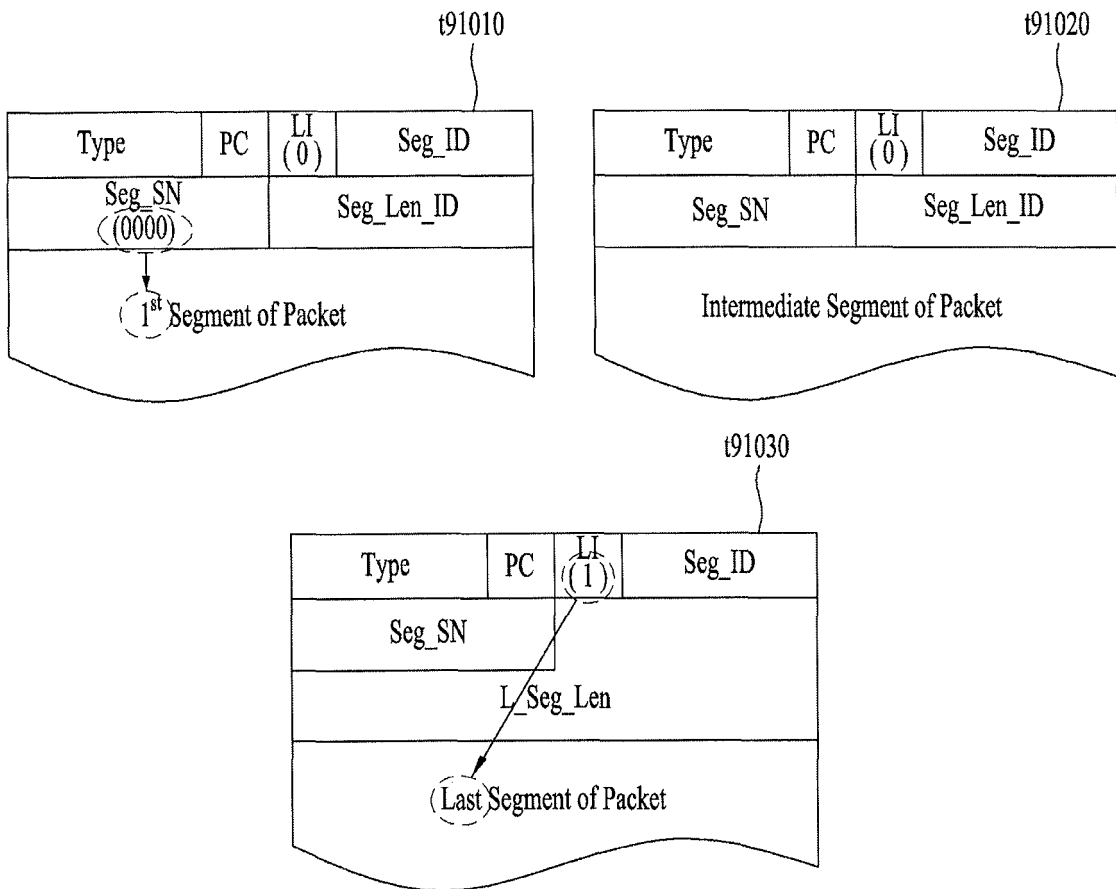 t91010
Type PC LI (0) Seg_ID
Seg_SN (0000) Seg_Len_ID
1st Segment of Packet
t91020
Type PC LI (0) Seg_ID
Seg_SN Seg_Len_ID
Intermediate Segment of Packet
t91030
Type PC LI (1) Seg_ID
Seg_SN
L_Seg_Len
Last Segment of Packet